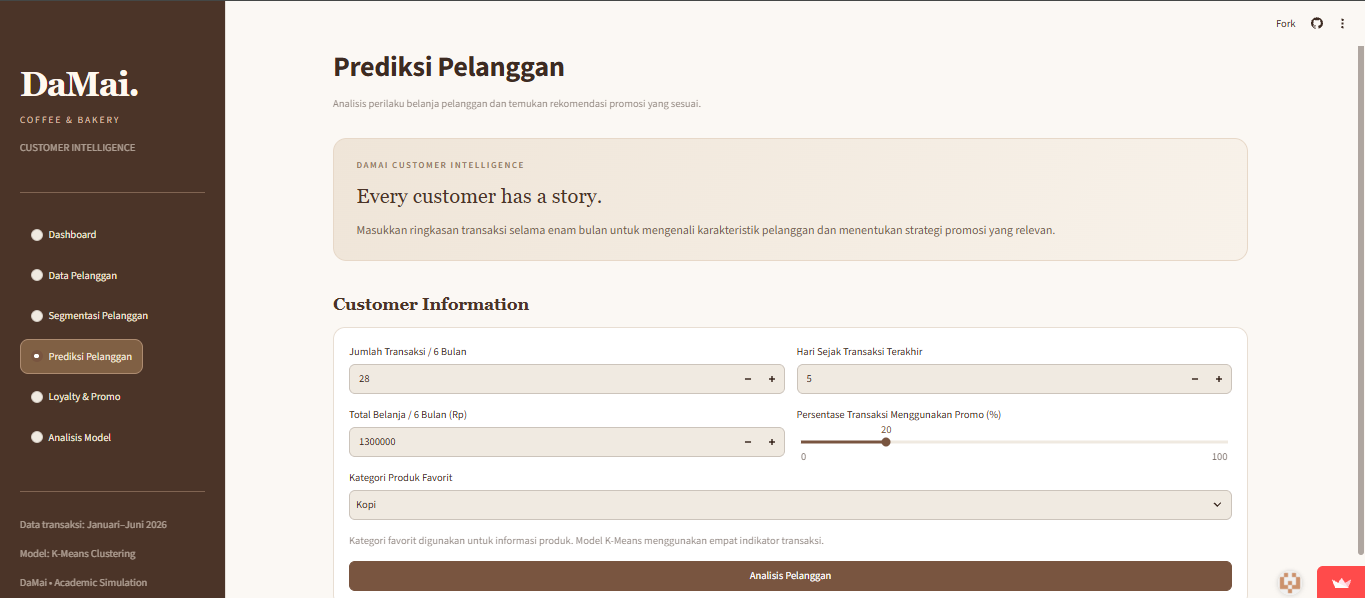 Fork
DaMai.
COFFEE & BAKERY
CUSTOMER INTELLIGENCE
Dashboard
Data Pelanggan
Segmentasi Pelanggan
Prediksi Pelanggan
Loyalty & Promo
Analisis Model
Data transaksi: Januari–Juni 2026
Model: K-Means Clustering
DaMai • Academic Simulation
Prediksi Pelanggan
Analisis perilaku belanja pelanggan dan temukan rekomendasi promosi yang sesuai.
DAMAI CUSTOMER INTELLIGENCE
Every customer has a story.
Masukkan ringkasan transaksi selama enam bulan untuk mengenali karakteristik pelanggan dan menentukan strategi promosi yang relevan.
Customer Information
Jumlah Transaksi / 6 Bulan
28
Hari Sejak Transaksi Terakhir
5
Total Belanja / 6 Bulan (Rp)
1300000
Persentase Transaksi Menggunakan Promo (%)
20
0 100
Kategori Produk Favorit
Kopi
Kategori favorit digunakan untuk informasi produk. Model K-Means menggunakan empat indikator transaksi.
Analisis Pelanggan